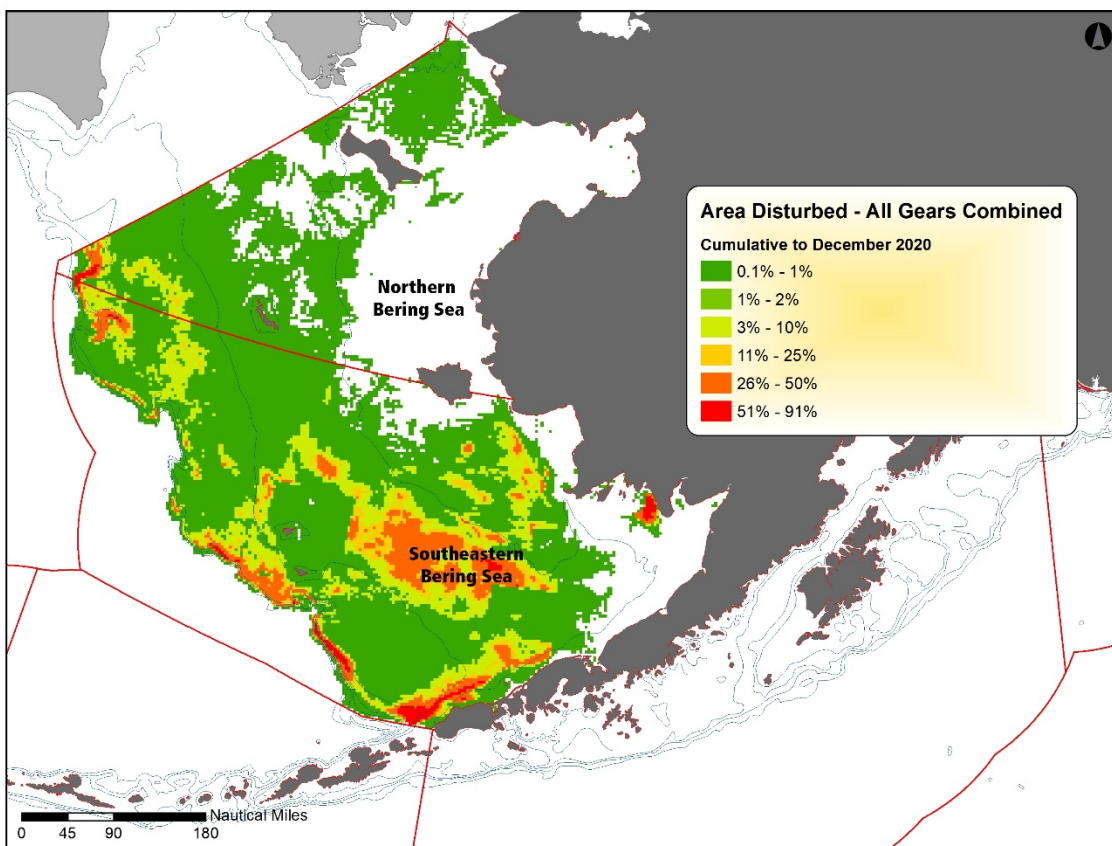 Area Disturbed - All Gears Combined
Cumulative to December 2020
0.1% - 1%
1% - 2%
3% - 10%
11% - 25%
26% - 50%
51% - 91%
Northern
Bering Sea
Southeastern
Bering Sea
Nautical Miles
0 45 90 180